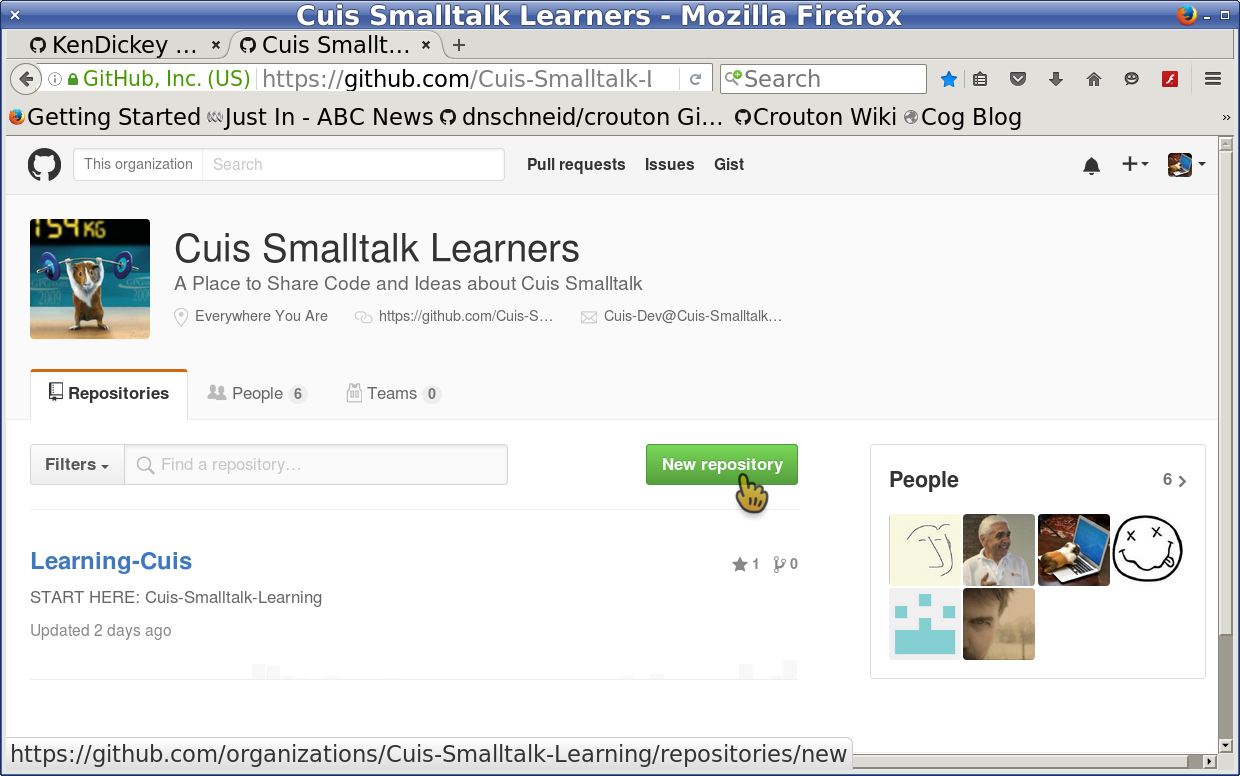 Cuis Smalltalk Learners - Mozilla Firefox
KenDickey ... Cuis Smallt...
GitHub, Inc. (US) https://github.com/Cuis-Smalltalk-l Search
Getting Started Just In - ABC News dnschneid/crouton Gi... Crouton Wiki Cog Blog »
This organization Search Pull requests Issues Gist
154KG
Cuis Smalltalk Learners
A Place to Share Code and Ideas about Cuis Smalltalk
Everywhere You Are https://github.com/Cuis-S... Cuis-Dev@Cuis-Smalltalk...
Repositories People 6 Teams 0
Filters Find a repository... New repository
People 6
Learning-Cuis 1 0
START HERE: Cuis-Smalltalk-Learning
Updated 2 days ago
https://github.com/organizations/Cuis-Smalltalk-Learning/repositories/new